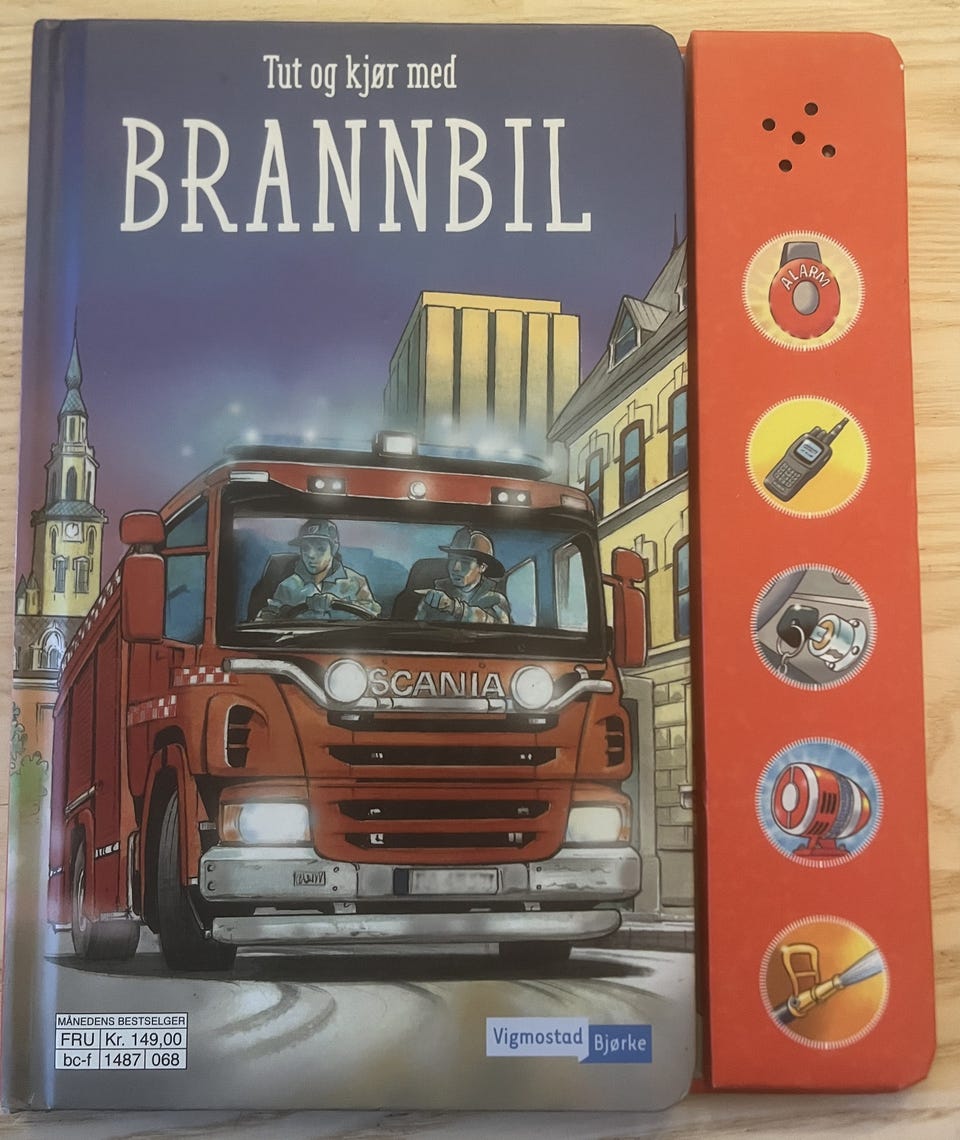 Tut og kjør med
BRANNBIL
ALARM
SCANIA
MÅNEDENS BESTSELGER
FRU Kr. 149,00
bc-f 1487 068
Vigmostad
Bjørke